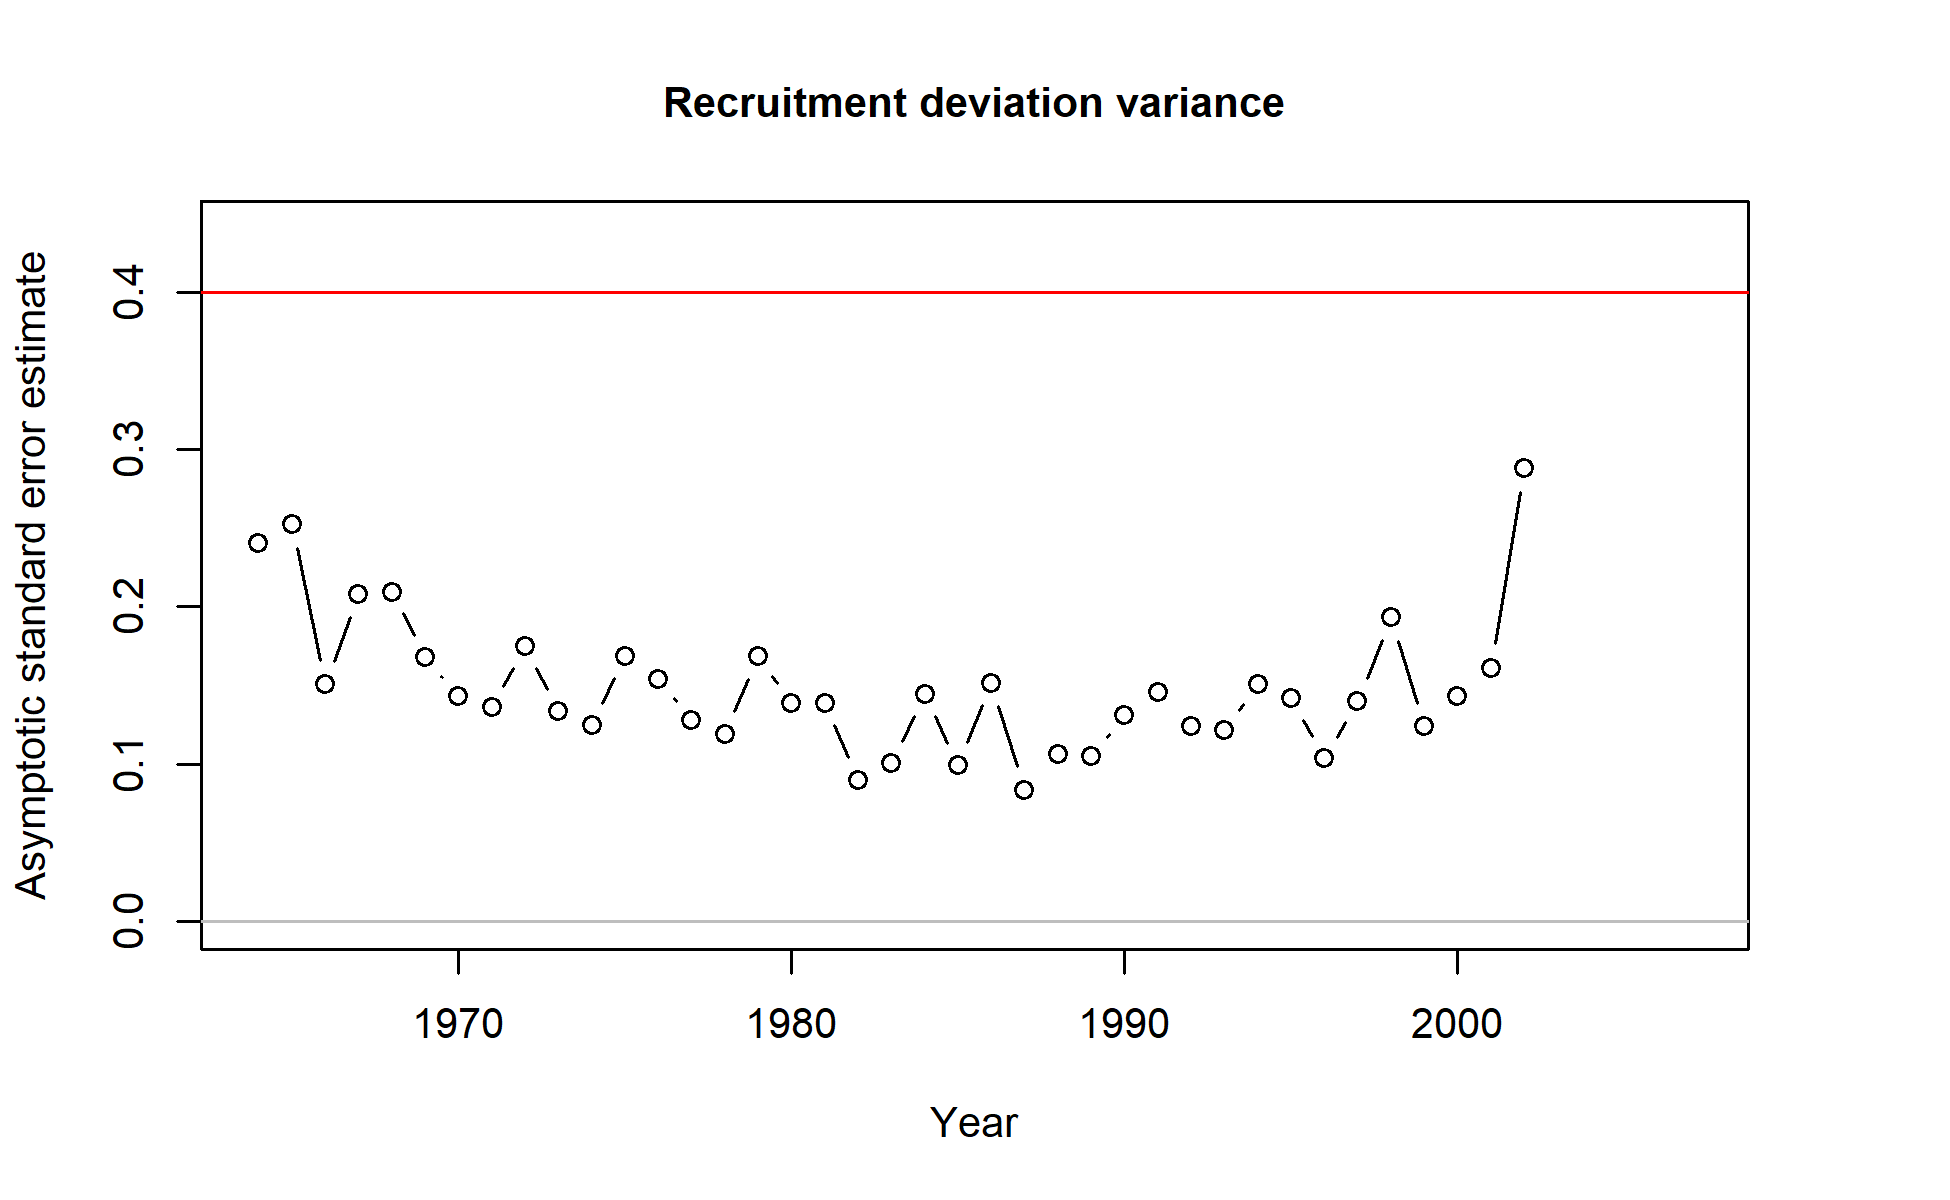 Recruitment deviation variance
Asymptotic standard error estimate
0.4
0.3
0.2
0.1
0.0
1970 1980 1990 2000
Year